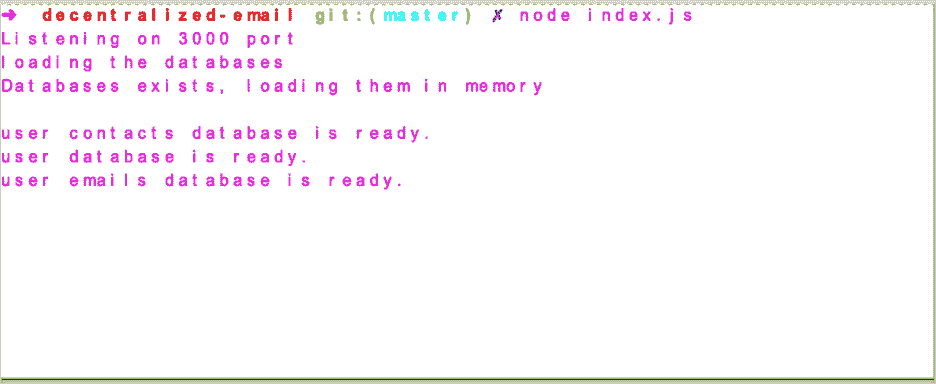 ➜ decentralized-email git:(master) ✗ node index.js
Listening on 3000 port
loading the databases
Databases exists, loading them in memory
user contacts database is ready.
user database is ready.
user emails database is ready.